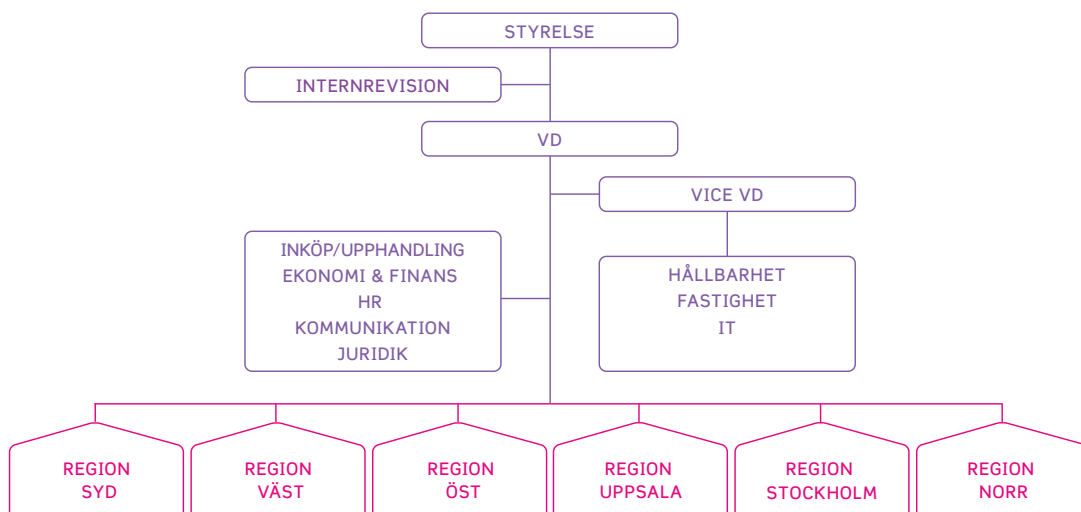 STYRELSE
INTERNREVISION
VD
VICE VD
INKÖP/UPPHANDLING
EKONOMI & FINANS
HR
KOMMUNIKATION
JURIDIK
HÅLLBARHET
FASTIGHET
IT
REGION
SYD
REGION
VÄST
REGION
ÖST
REGION
UPPSALA
REGION
STOCKHOLM
REGION
NORR